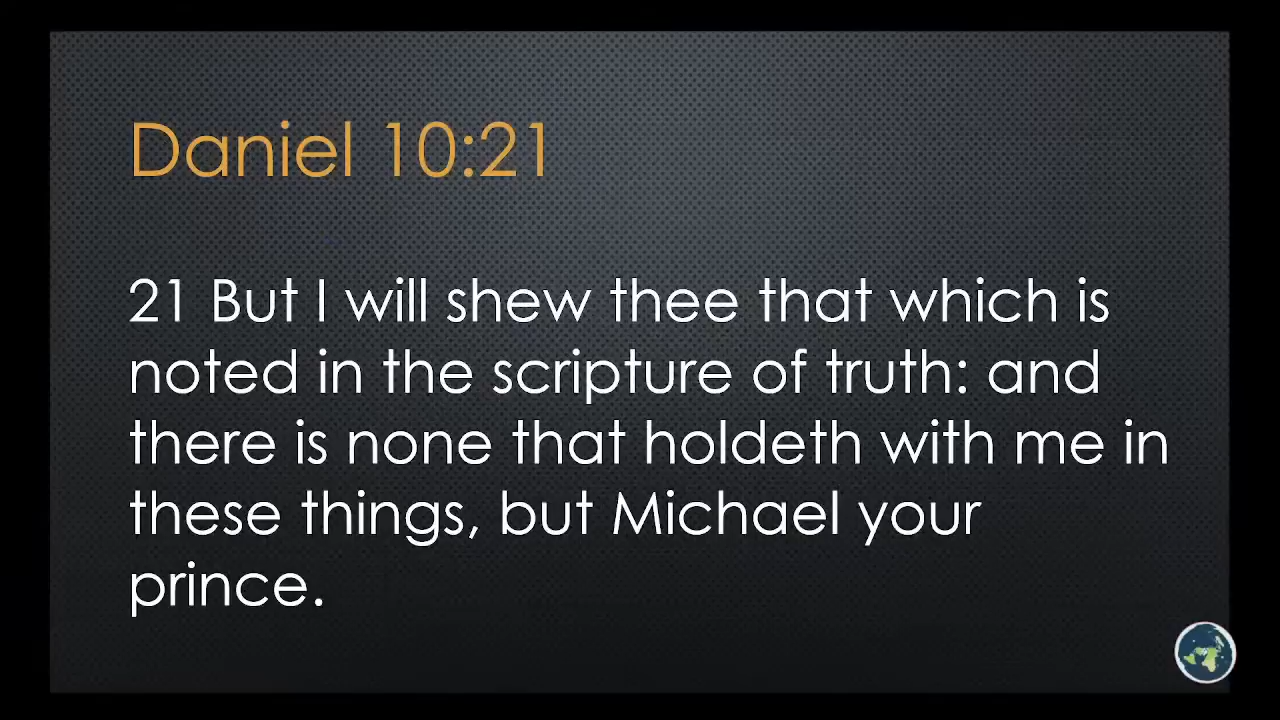 Daniel 10:21
21 But I will shew thee that which is
noted in the scripture of truth: and
there is none that holdeth with me in
these things, but Michael your
prince.